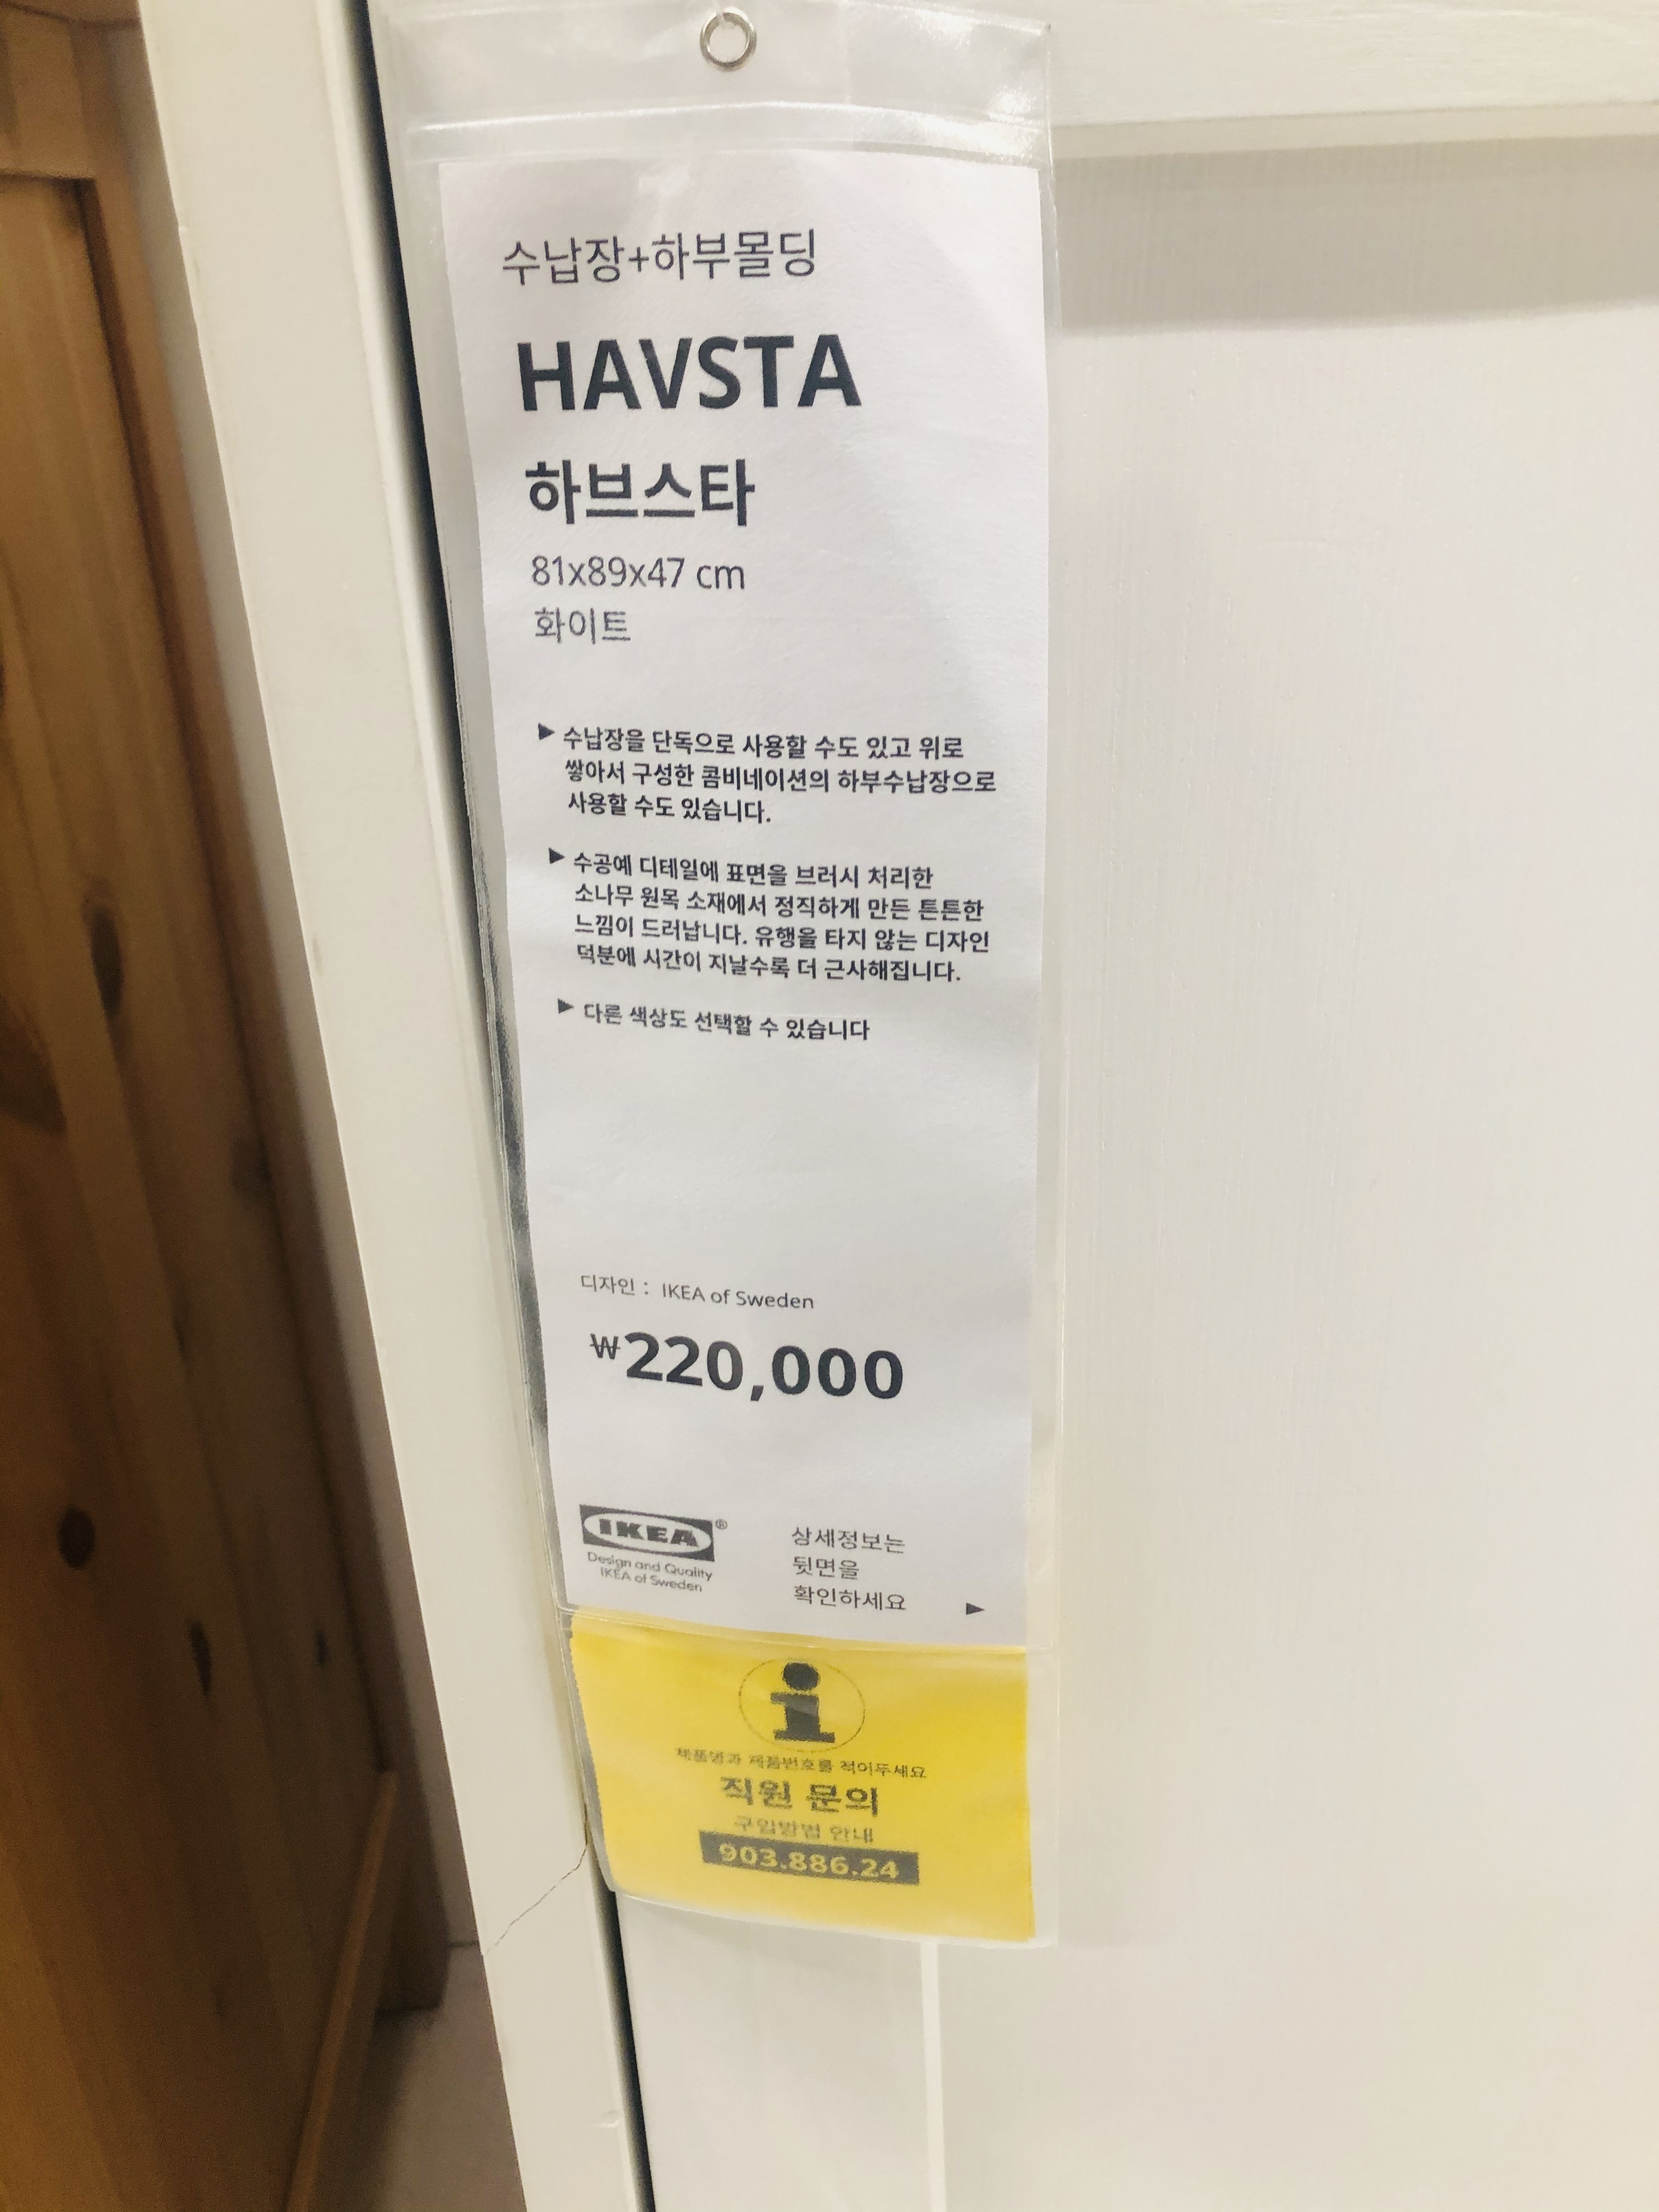 수납장+하부몰딩
HAVSTA
하브스타
81x89x47 cm
화이트
▶ 수납장을 단독으로 사용할 수도 있고 위로
쌓아서 구성한 콤비네이션의 하부수납장으로
사용할 수도 있습니다.
▶ 수공예 디테일에 표면을 브러시 처리한
소나무 원목 소재에서 정직하게 만든 튼튼한
느낌이 드러납니다. 유행을 타지 않는 디자인
덕분에 시간이 지날수록 더 근사해집니다.
▶ 다른 색상도 선택할 수 있습니다
디자인 : IKEA of Sweden
₩220,000
IKEA®
Design and Quality
IKEA of Sweden
상세정보는
뒷면을
확인하세요 ▶
i
제품명과 제품번호를 적어두세요
직원 문의
구입방법 안내
903.886.24